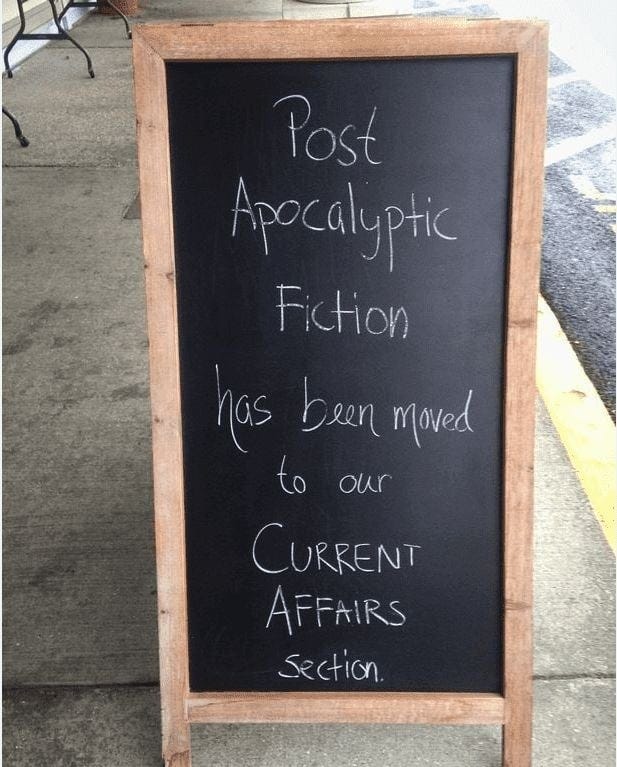 Post
Apocalyptic
Fiction
has been moved
to our
CURRENT
AFFAIRS
section.